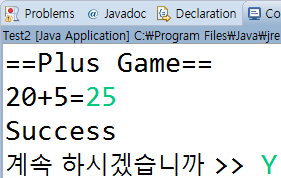 Problems @ Javadoc Declaration Co
Test2 [Java Application] C:₩Program Files₩Java₩jre
==Plus Game==
20+5=25
Success
계속 하시겠습니까 >> Y